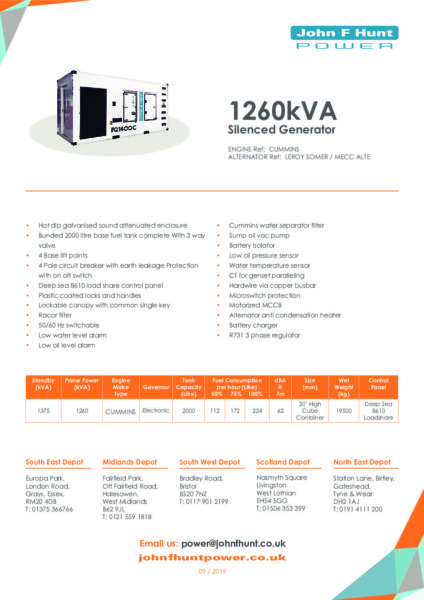 John F Hunt
POWER
1260kVA
Silenced Generator
ENGINE Ref: CUMMINS
ALTERNATOR Ref: LEROY SOMER / MECC ALTE
FG1400C
• Hot dip galvanised sound attenuated enclosure
• Bunded 2000 litre base fuel tank complete With 3 way
valve
• 4 Base lift points
• 4 Pole circuit breaker with earth leakage Protection
with on off switch
• Deep sea 8610 load share control panel
• Plastic coated locks and handles
• Lockable canopy with common single key
• Racor filter
• 50/60 Hz switchable
• Low water level alarm
• Low oil level alarm
• Cummins water separator filter
• Sump oil vac pump
• Battery Isolator
• Low oil pressure sensor
• Water temperature sensor
• CT for genset paralleling
• Hardwire via copper busbar
• Microswitch protection
• Motorized MCCB
• Alternator anti condensation heater
• Battery charger
• R731 3 phase regulator
Standby (kVA) Prime Power (kVA) Engine Make Type Governor Tank Capacity (Litre) Fuel Consumption per hour (Litre) 50% 75% 100% dBA @ 7m Size (mm) Wet Weight (kg) Control Panel
1375 1260 CUMMINS Electronic 2000 112 172 234 62 20" High Cube Container 19500 Deep Sea 8610 Loadshare
South East Depot
Europa Park,
London Road,
Grays, Essex,
RM20 4DB
T: 01375 366766
Midlands Depot
Fairfield Park,
Off Fairfield Road,
Halesowen,
West Midlands
B62 9JL
T: 0121 559 1818
South West Depot
Bradley Road,
Bristol
BS20 7NZ
T: 0117 901 2199
Scotland Depot
Nasmyth Square
Livingston
West Lothian
EH54 5GG
T: 01506 353 399
North East Depot
Station Lane, Birtley,
Gateshead,
Tyne & Wear
DH2 1AJ
T: 0191 4111 200
Email us: power@johnfhunt.co.uk
johnfhuntpower.co.uk
09 / 2019